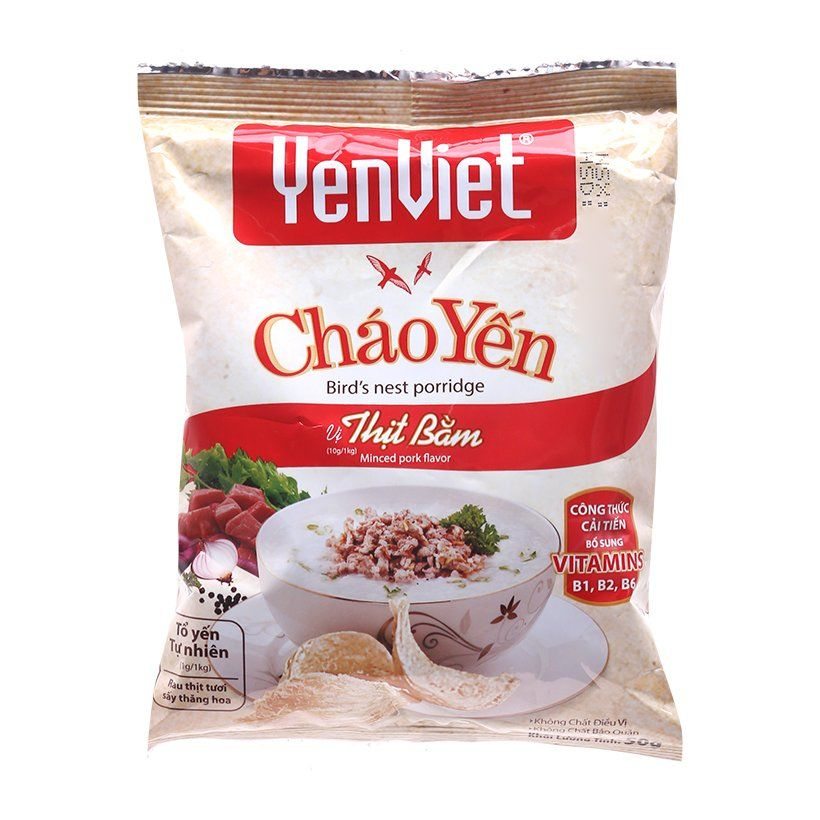 YếnViet®
Cháo Yến
Bird's nest porridge
Vị Thịt Bằm
(10g/1kg) Minced pork flavor
CÔNG THỨC
CẢI TIẾN
BỔ SUNG
VITAMINS
B1, B2, B6
Tổ yến
Tự nhiên
(1g/1kg)
Rau thịt tươi
sấy thăng hoa
Không Chất Điều Vị
Không Chất Bảo Quản
Khối Lượng Tịnh: 50g